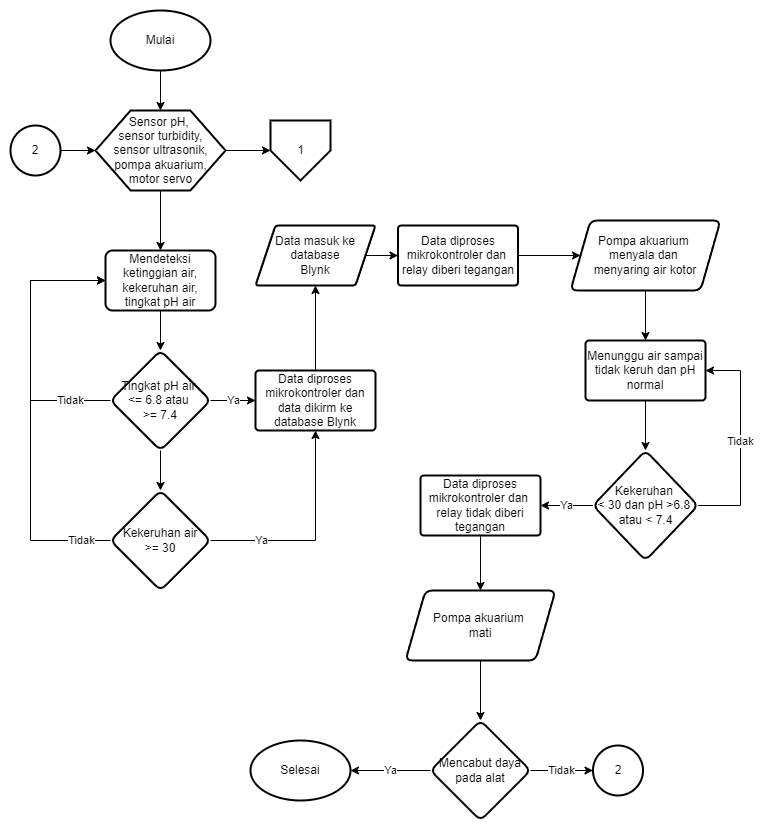 Mulai
Sensor pH,
sensor turbidity,
sensor ultrasonik,
pompa akuarium,
motor servo
2
1
Mendeteksi
ketinggian air,
kekeruhan air,
tingkat pH air
Tingkat pH air
<= 6.8 atau
>= 7.4
Tidak
Ya
Kekeruhan air
>= 30
Tidak
Ya
Data diproses
mikrokontroler dan
data dikirm ke
database Blynk
Data masuk ke
database
Blynk
Data diproses
mikrokontroler dan
relay diberi tegangan
Pompa akuarium
menyala dan
menyaring air kotor
Menunggu air sampai
tidak keruh dan pH
normal
Tidak
Kekeruhan
< 30 dan pH >6.8
atau < 7.4
Ya
Data diproses
mikrokontroler dan
relay tidak diberi
tegangan
Pompa akuarium
mati
Mencabut daya
pada alat
Ya
Selesai
Tidak
2